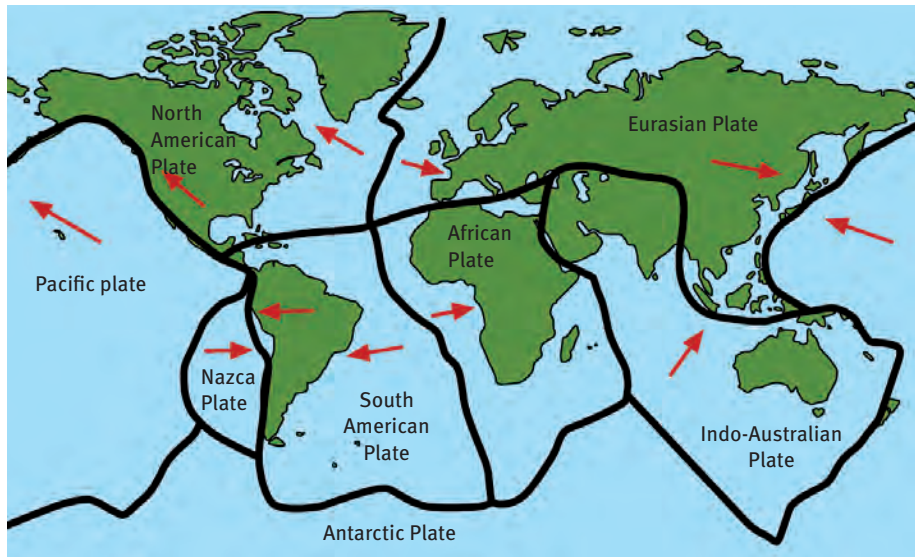 North
American
Plate
Eurasian Plate
African
Plate
Pacific plate
Nazca
Plate
South
American
Plate
Indo-Australian
Plate
Antarctic Plate